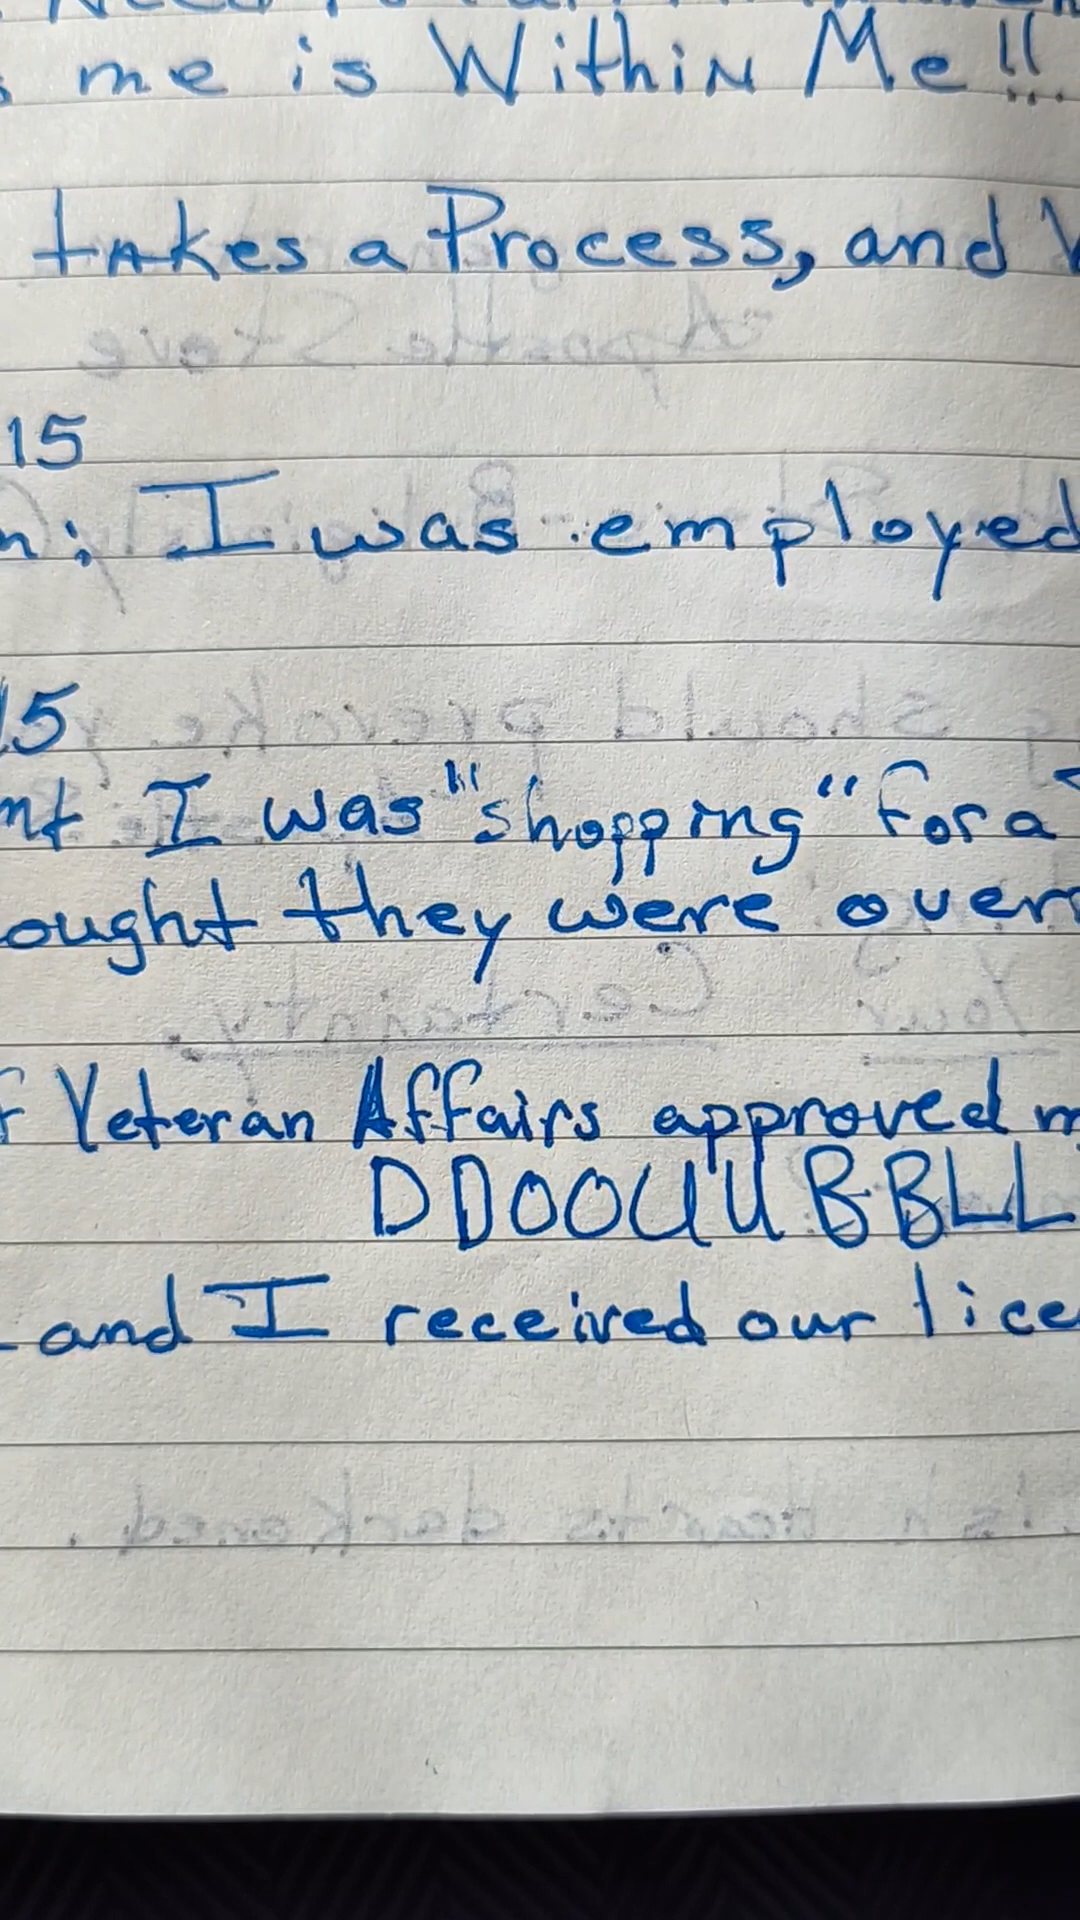 me is Within Me!!
takes a Process, and
15
I was employed
15
I was "shopping" for a
ought they were over
f Veteran Affairs approved
DDOOUUBBLL
and I received our lice